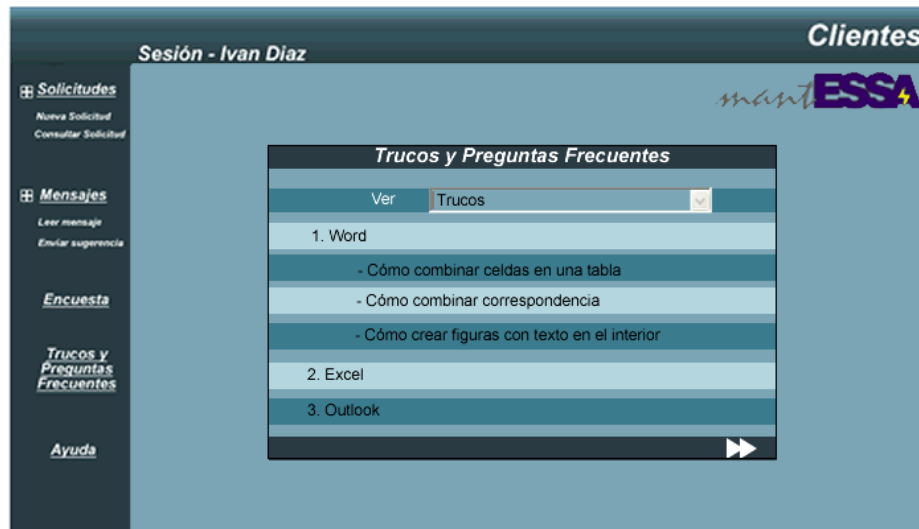 Clientes
Sesión - Ivan Diaz
mantESSA
Solicitudes
Nueva Solicitud
Consultar Solicitud
Mensajes
Leer mensaje
Enviar sugerencia
Encuesta
Trucos y
Preguntas
Frecuentes
Ayuda
Trucos y Preguntas Frecuentes
Ver Trucos
1. Word
- Cómo combinar celdas en una tabla
- Cómo combinar correspondencia
- Cómo crear figuras con texto en el interior
2. Excel
3. Outlook